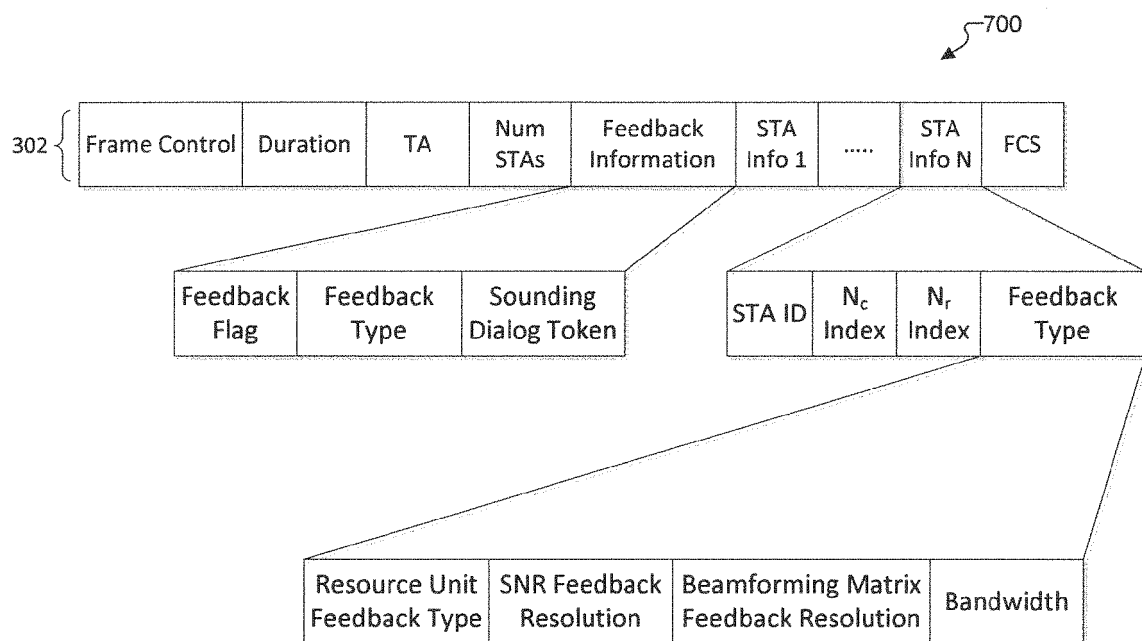 700
302
Frame Control
Duration
TA
Num
STAs
Feedback
Information
STA
Info 1
.....
STA
Info N
FCS
Feedback
Flag
Feedback
Type
Sounding
Dialog Token
STA ID
Nc
Index
Nr
Index
Feedback
Type
Resource Unit
Feedback Type
SNR Feedback
Resolution
Beamforming Matrix
Feedback Resolution
Bandwidth